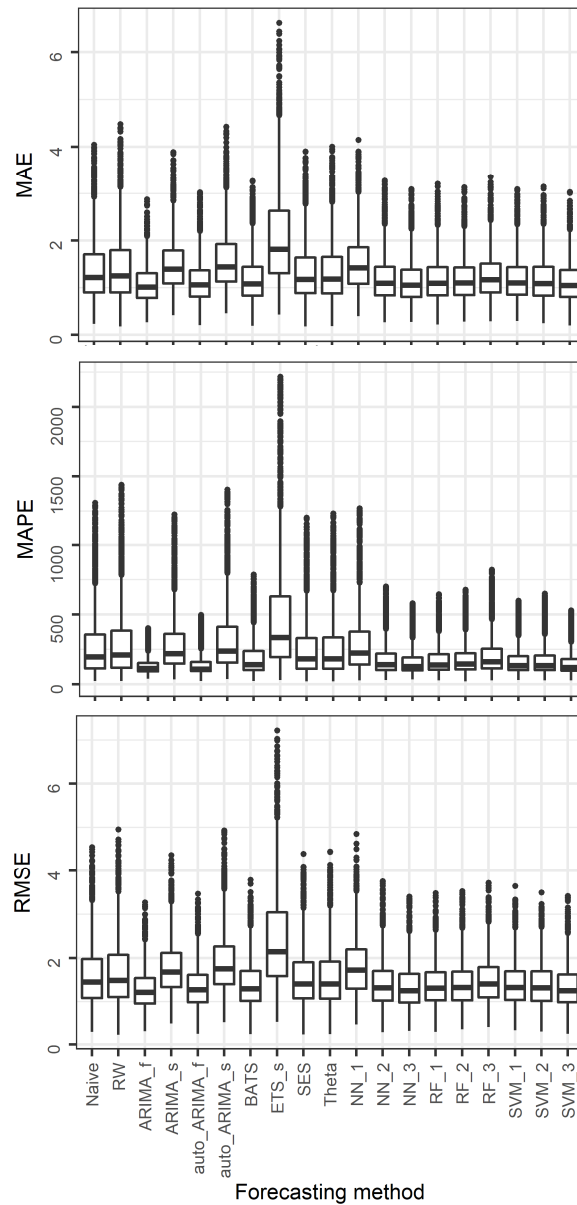 MAE
6
4
2
0
MAPE
2000
1500
1000
500
0
RMSE
6
4
2
0
Naive
RW
ARIMA_f
ARIMA_s
auto_ARIMA_f
auto_ARIMA_s
BATS
ETS_s
SES
Theta
NN_1
NN_2
NN_3
RF_1
RF_2
RF_3
SVM_1
SVM_2
SVM_3
Forecasting method